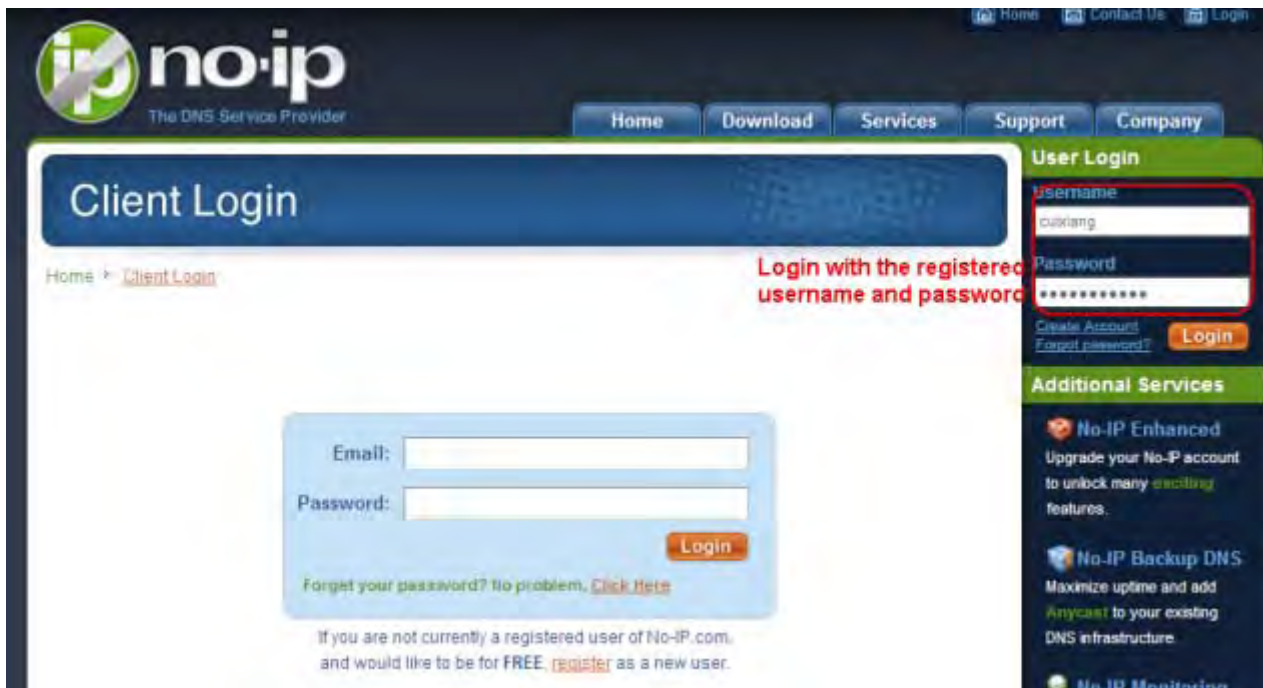 Home Contact Us Login
ip no·ip
The DNS Service Provider
Home Download Services Support Company
Client Login
Home Client Login
Login with the registered
username and password
Email:
Password:
Login
Forget your password? No problem, Click Here
If you are not currently a registered user of No-IP.com,
and would like to be for FREE, register as a new user.
User Login
Username
Password
•••••••••••
Create Account
Forgot password?
Login
Additional Services
No-IP Enhanced
Upgrade your No-IP account
to unlock many exciting
features.
No-IP Backup DNS
Maximize uptime and add
Anycast to your existing
DNS infrastructure
No-IP Monitoring